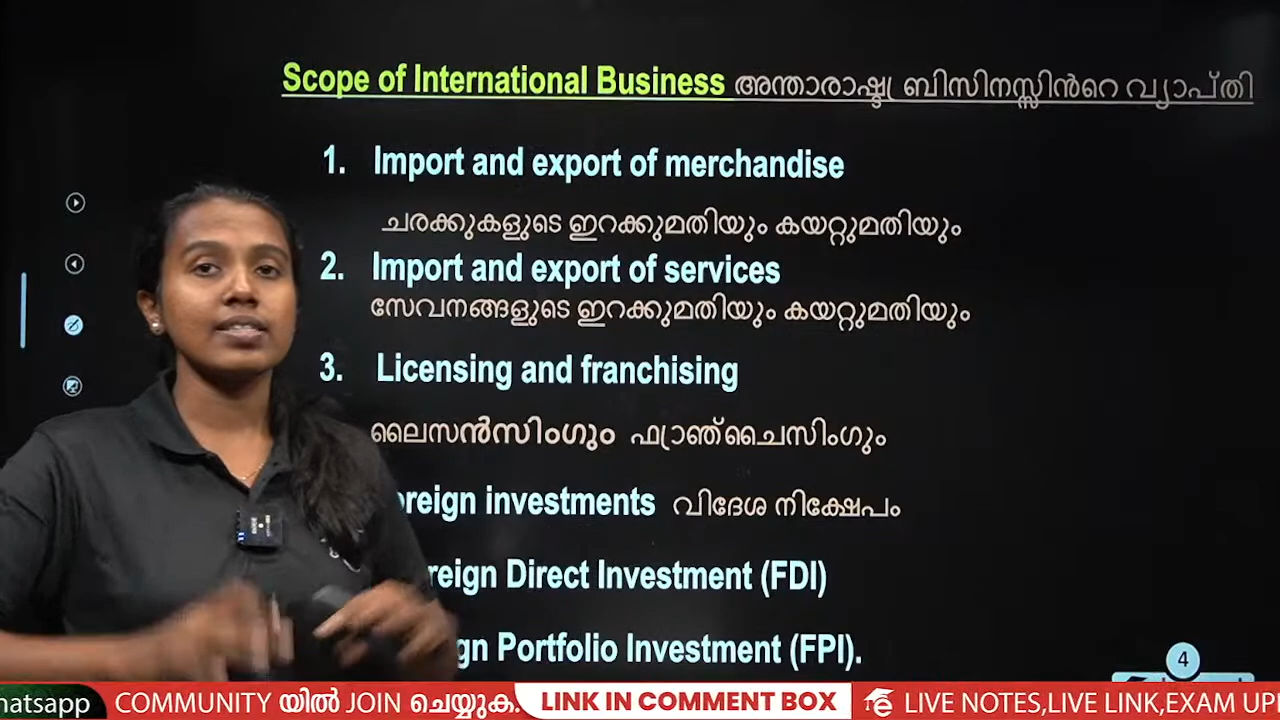 Scope of International Business അന്താരാഷ്ട്ര ബിസിനസ്സിൻറെ വ്യാപ്തി
1. Import and export of merchandise
ചരക്കുകളുടെ ഇറക്കുമതിയും കയറ്റുമതിയും
2. Import and export of services
സേവനങ്ങളുടെ ഇറക്കുമതിയും കയറ്റുമതിയും
3. Licensing and franchising
ലൈസൻസിംഗും ഫ്രാഞ്ചൈസിംഗും
oreign investments വിദേശ നിക്ഷേപം
reign Direct Investment (FDI)
gn Portfolio Investment (FPI).
4
hatsapp COMMUNITY യിൽ JOIN ചെയ്യുക. LINK IN COMMENT BOX LIVE NOTES,LIVE LINK,EXAM UP